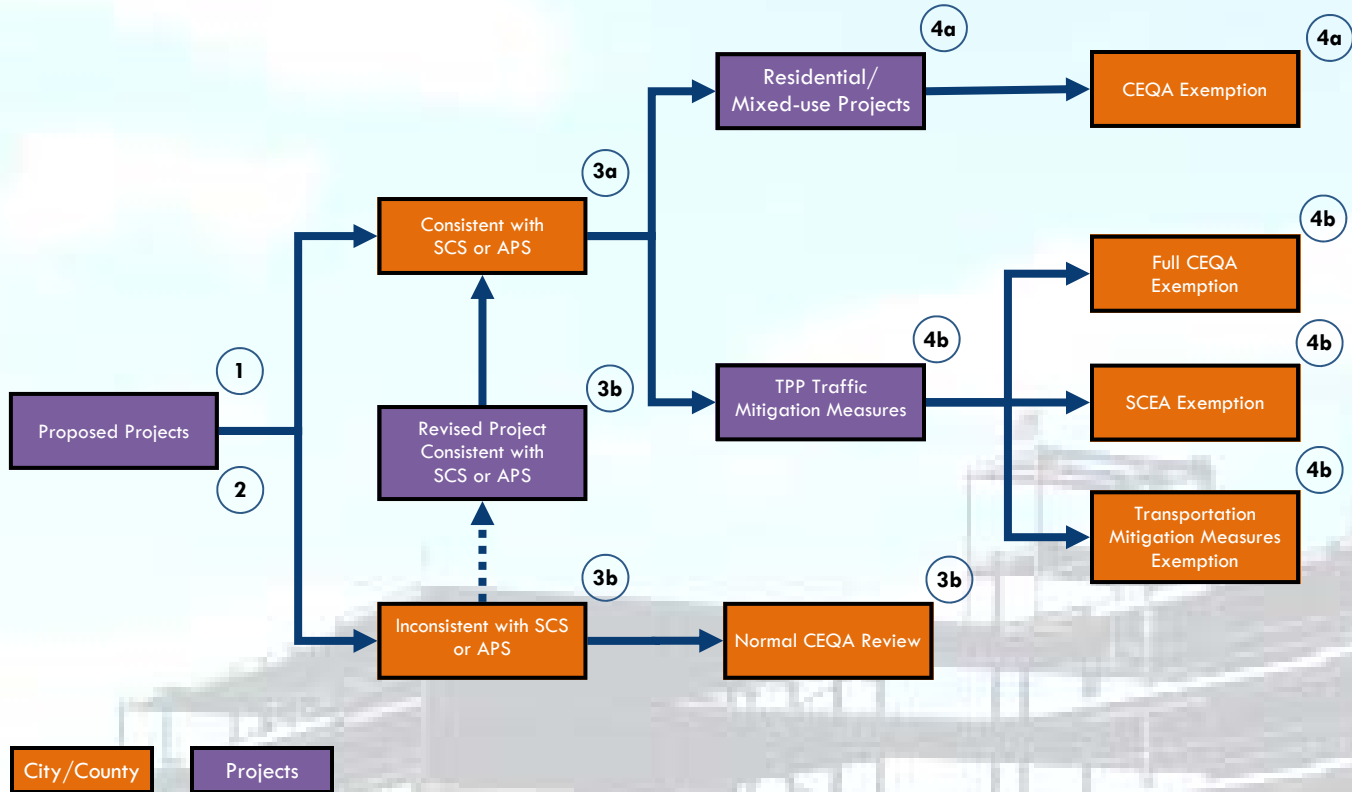 4a
Residential/
Mixed-use Projects
4a
CEQA Exemption
3a
Consistent with
SCS or APS
4b
Full CEQA
Exemption
1
Proposed Projects
2
3b
Revised Project
Consistent with
SCS or APS
4b
TPP Traffic
Mitigation Measures
4b
SCEA Exemption
4b
Transportation
Mitigation Measures
Exemption
3b
Inconsistent with SCS
or APS
3b
Normal CEQA Review
City/County
Projects